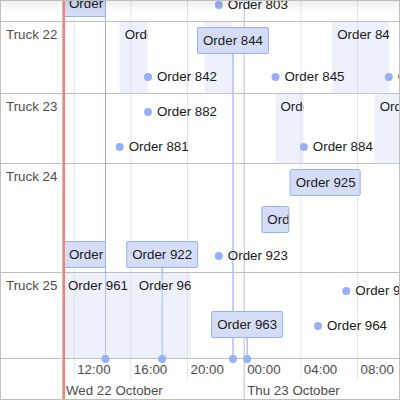 Order
Order 803
Truck 22
Ord
Order 844
Order 84
Order 842
Order 845
Truck 23
Order 882
Ord
Ord
Order 881
Order 884
Truck 24
Order 925
Ord
Order
Order 922
Order 923
Truck 25
Order 961
Order 96
Order 9
Order 963
Order 964
12:00 16:00 20:00 00:00 04:00 08:00
Wed 22 October Thu 23 October